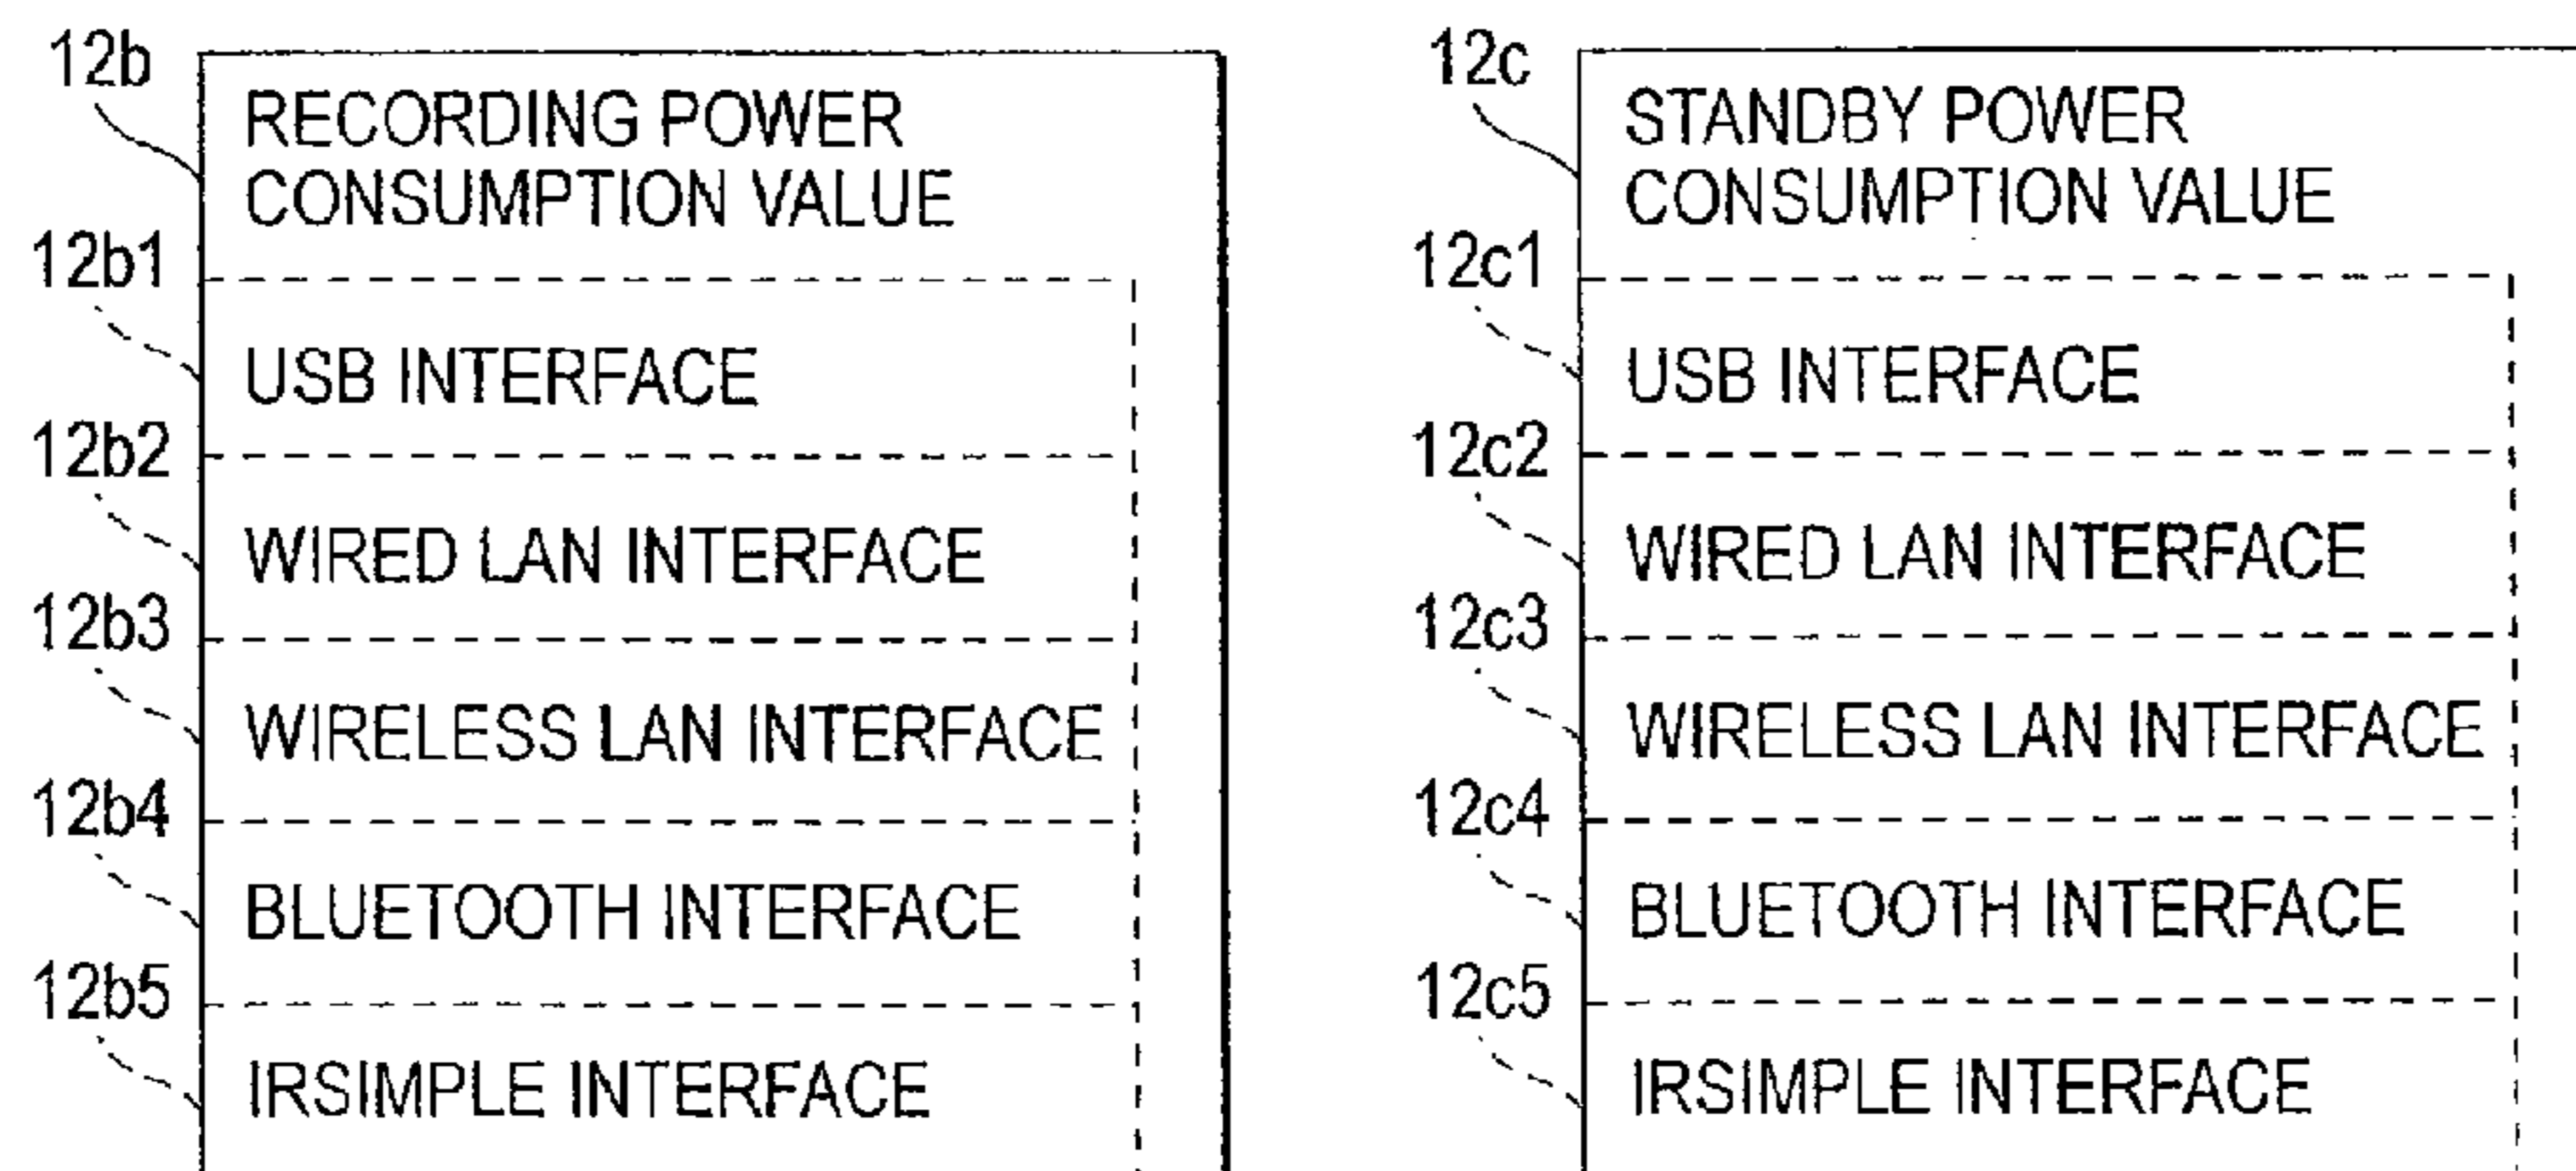 12b
RECORDING POWER
CONSUMPTION VALUE
12b1
USB INTERFACE
12b2
WIRED LAN INTERFACE
12b3
WIRELESS LAN INTERFACE
12b4
BLUETOOTH INTERFACE
12b5
IRSIMPLE INTERFACE
12c
STANDBY POWER
CONSUMPTION VALUE
12c1
USB INTERFACE
12c2
WIRED LAN INTERFACE
12c3
WIRELESS LAN INTERFACE
12c4
BLUETOOTH INTERFACE
12c5
IRSIMPLE INTERFACE